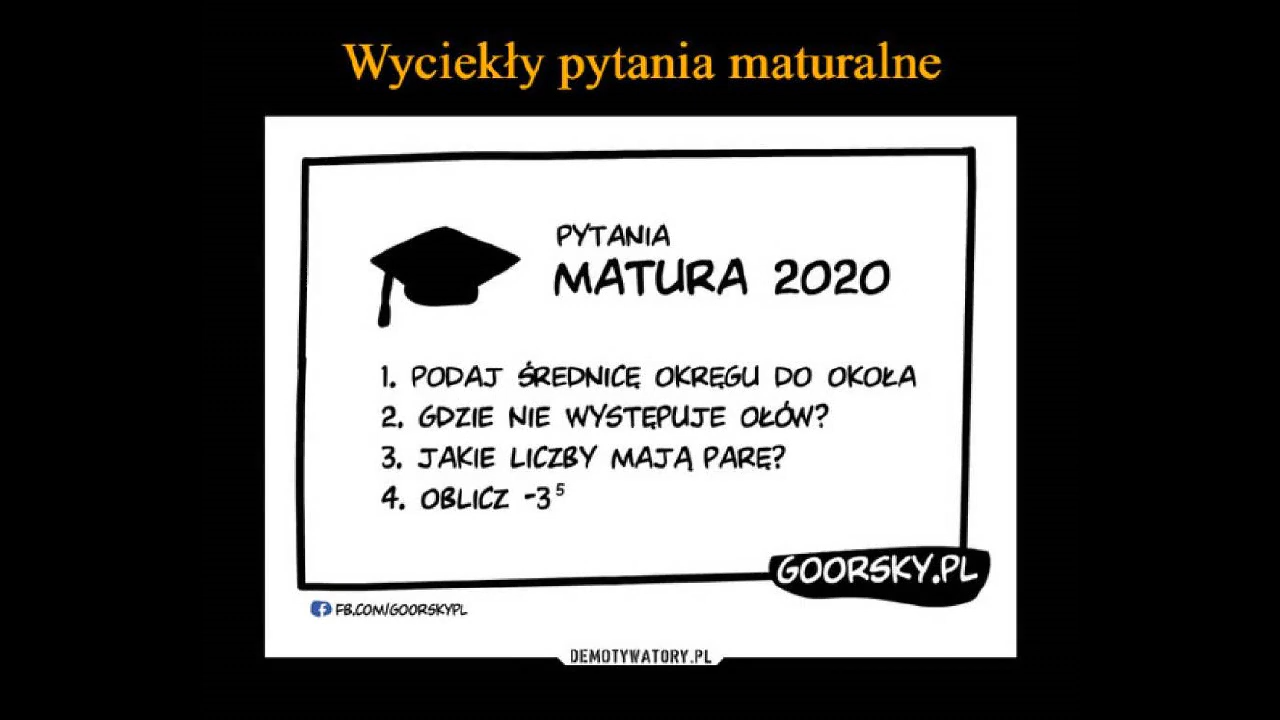 Wyciekły pytania maturalne
PYTANIA
MATURA 2020
1. PODAJ ŚREDNICĘ OKRĘGU DO OKOŁA
2. GDZIE NIE WYSTĘPUJE OŁÓW?
3. JAKIE LICZBY MAJĄ PARĘ?
4. OBLICZ -3⁵
GOORSKY.PL
FB.COM/GOORSKYPL
DEMOTYWATORY.PL